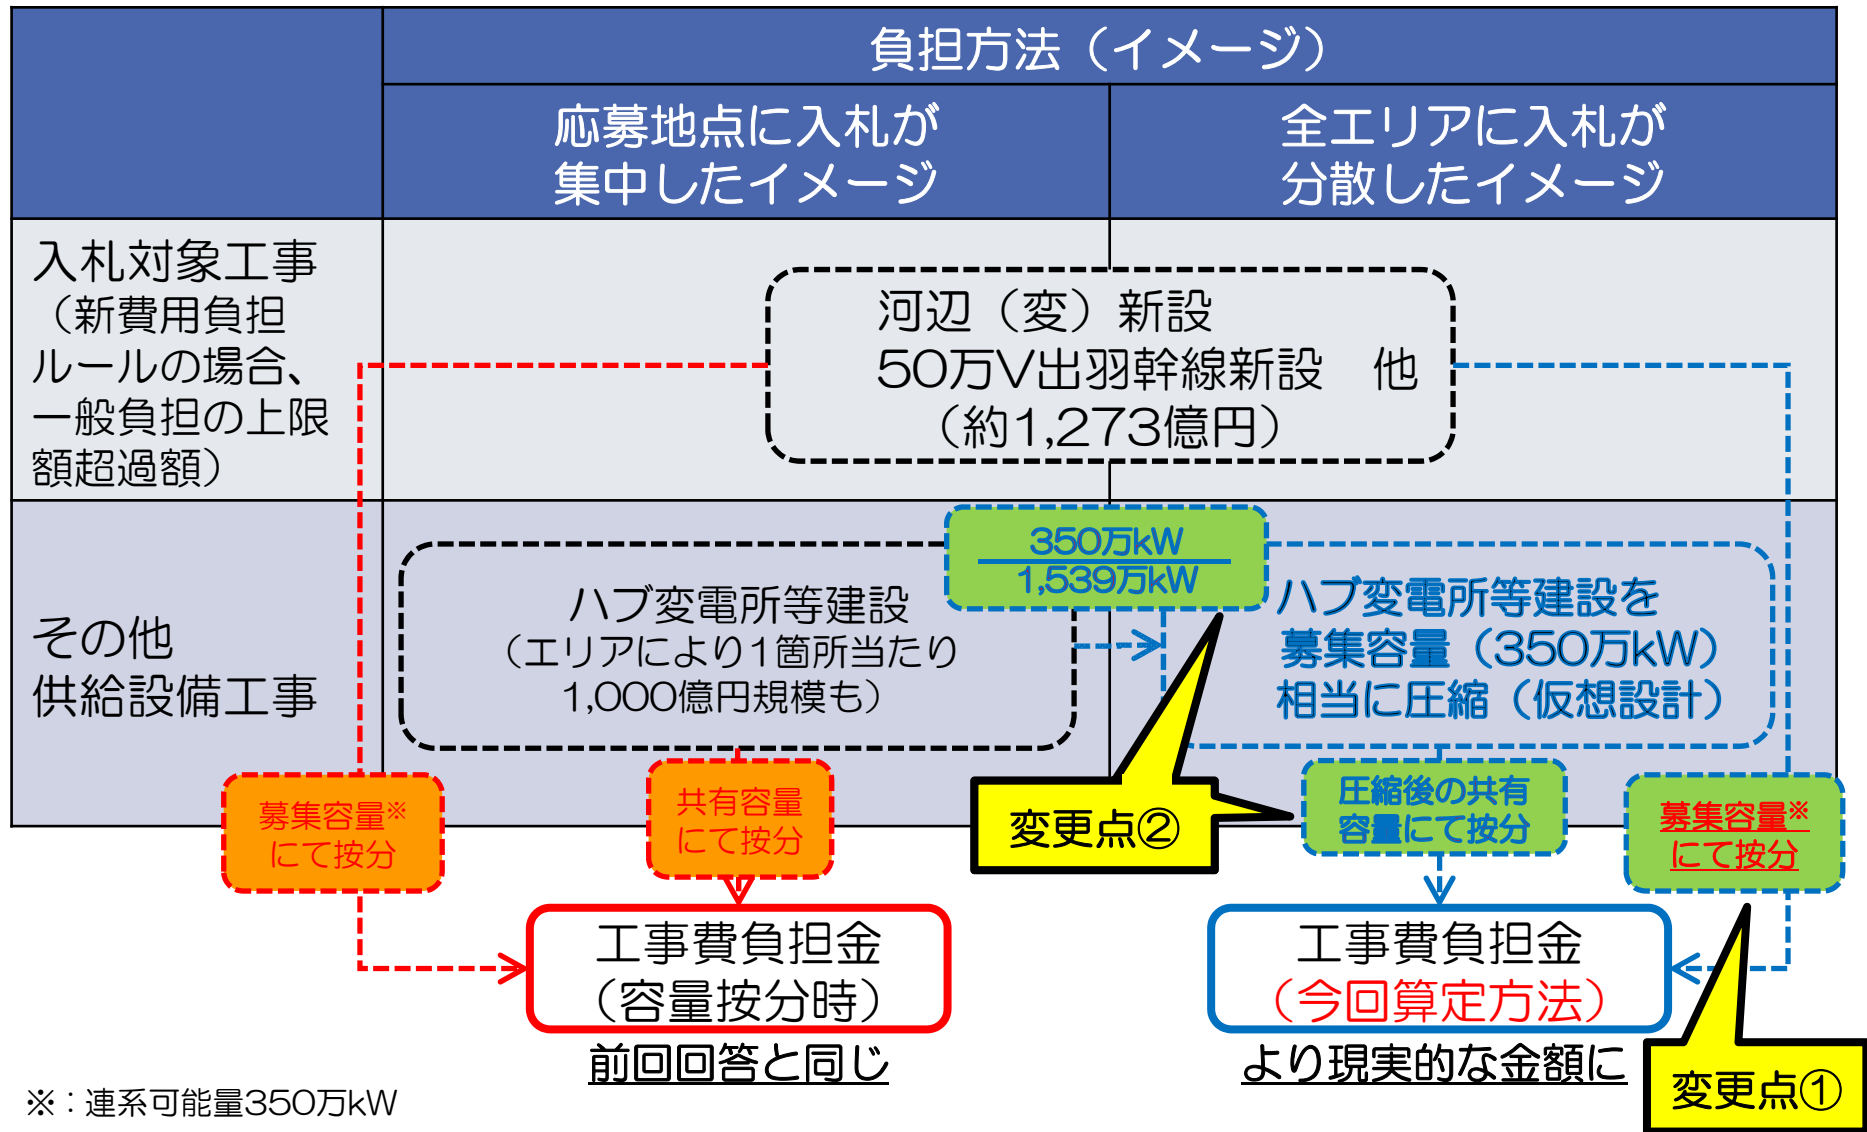 負担方法（イメージ）
応募地点に入札が
集中したイメージ
全エリアに入札が
分散したイメージ
入札対象工事
（新費用負担
ルールの場合、
一般負担の上限
額超過額）
河辺（変）新設
50万V出羽幹線新設　他
（約1,273億円）
その他
供給設備工事
ハブ変電所等建設
（エリアにより1箇所当たり
1,000億円規模も）
350万kW
1,539万kW
ハブ変電所等建設を
募集容量（350万kW）
相当に圧縮（仮想設計）
募集容量※
にて按分
共有容量
にて按分
変更点②
圧縮後の共有
容量にて按分
募集容量※
にて按分
工事費負担金
（容量按分時）
前回回答と同じ
工事費負担金
（今回算定方法）
より現実的な金額に
変更点①
※：連系可能量350万kW